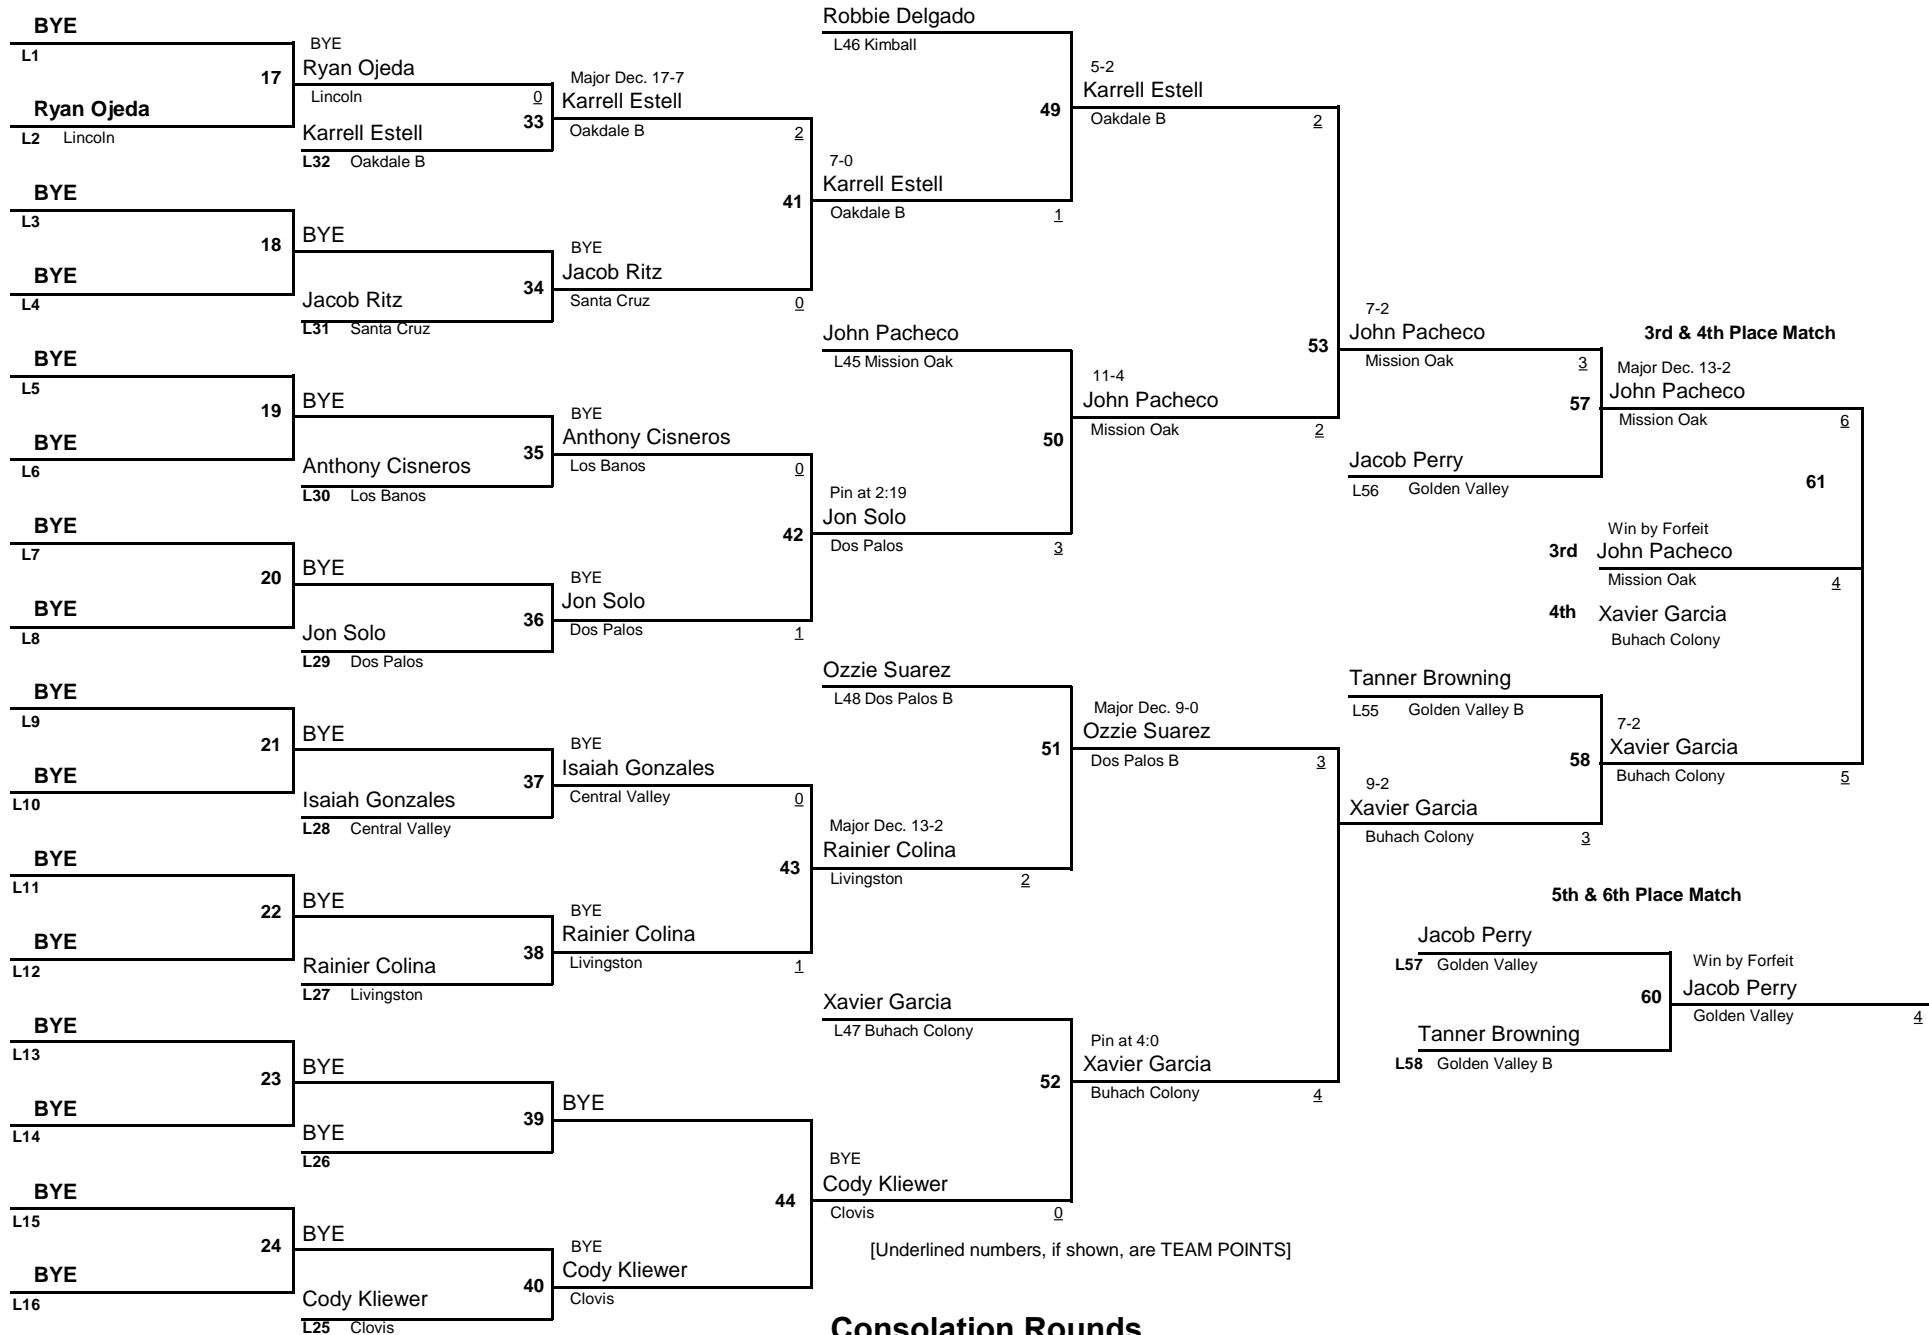 BYE
L1
17
Ryan Ojeda
L2 Lincoln
BYE
L3
18
BYE
L4
BYE
L5
19
BYE
L6
BYE
L7
20
BYE
L8
BYE
L9
21
BYE
L10
BYE
L11
22
BYE
L12
BYE
L13
23
BYE
L14
BYE
L15
24
BYE
L16
BYE
Ryan Ojeda
Lincoln 0
33
Karrell Estell
L32 Oakdale B
BYE
34
Jacob Ritz
L31 Santa Cruz
BYE
35
Anthony Cisneros
L30 Los Banos
BYE
36
Jon Solo
L29 Dos Palos
BYE
37
Isaiah Gonzales
L28 Central Valley
BYE
38
Rainier Colina
L27 Livingston
BYE
39
BYE
L26
BYE
40
Cody Kliewer
L25 Clovis
Major Dec. 17-7
Karrell Estell
Oakdale B 2
41
BYE
Jacob Ritz
Santa Cruz 0
BYE
Anthony Cisneros
Los Banos 0
42
BYE
Jon Solo
Dos Palos 1
BYE
Isaiah Gonzales
Central Valley 0
43
BYE
Rainier Colina
Livingston 1
BYE
44
BYE
Cody Kliewer
Clovis
Robbie Delgado
L46 Kimball
49
7-0
Karrell Estell
Oakdale B 1
John Pacheco
L45 Mission Oak
50
Pin at 2:19
Jon Solo
Dos Palos 3
Ozzie Suarez
L48 Dos Palos B
51
Major Dec. 13-2
Rainier Colina
Livingston 2
Xavier Garcia
L47 Buhach Colony
52
BYE
Cody Kliewer
Clovis 0
5-2
Karrell Estell
Oakdale B 2
53
11-4
John Pacheco
Mission Oak 2
Major Dec. 9-0
Ozzie Suarez
Dos Palos B 3
Pin at 4:0
Xavier Garcia
Buhach Colony 4
7-2
John Pacheco
Mission Oak 3
57
Jacob Perry
L56 Golden Valley
Tanner Browning
L55 Golden Valley B
58
9-2
Xavier Garcia
Buhach Colony 3
3rd & 4th Place Match
Major Dec. 13-2
John Pacheco
Mission Oak 6
61
Win by Forfeit
3rd John Pacheco
Mission Oak 4
4th Xavier Garcia
Buhach Colony
7-2
Xavier Garcia
Buhach Colony 5
5th & 6th Place Match
Jacob Perry
L57 Golden Valley
60
Tanner Browning
L58 Golden Valley B
Win by Forfeit
Jacob Perry
Golden Valley 4
[Underlined numbers, if shown, are TEAM POINTS]
Consolation Rounds